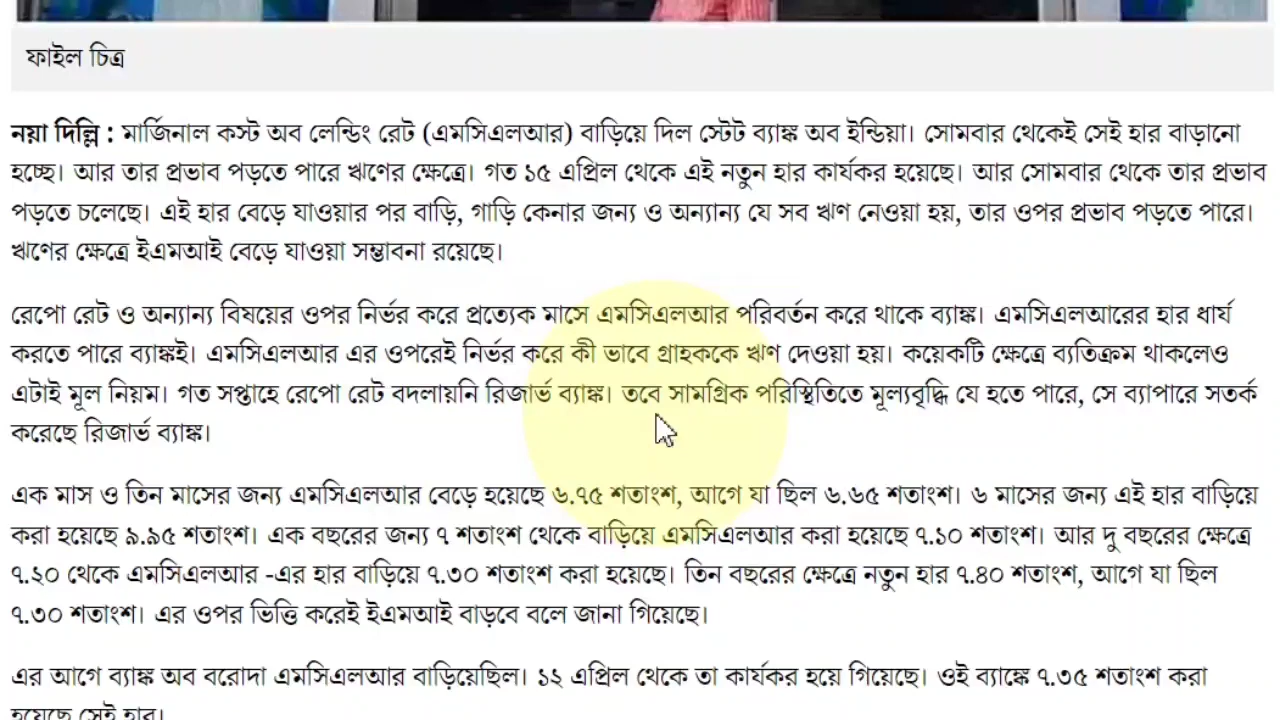 ফাইল চিত্র
নয়া দিল্লি : মার্জিনাল কস্ট অব লেন্ডিং রেট (এমসিএলআর) বাড়িয়ে দিল স্টেট ব্যাঙ্ক অব ইন্ডিয়া। সোমবার থেকেই সেই হার বাড়ানো
হচ্ছে। আর তার প্রভাব পড়তে পারে ঋণের ক্ষেত্রে। গত ১৫ এপ্রিল থেকে এই নতুন হার কার্যকর হয়েছে। আর সোমবার থেকে তার প্রভাব
পড়তে চলেছে। এই হার বেড়ে যাওয়ার পর বাড়ি, গাড়ি কেনার জন্য ও অন্যান্য যে সব ঋণ নেওয়া হয়, তার ওপর প্রভাব পড়তে পারে।
ঋণের ক্ষেত্রে ইএমআই বেড়ে যাওয়া সম্ভাবনা রয়েছে।
রেপো রেট ও অন্যান্য বিষয়ের ওপর নির্ভর করে প্রত্যেক মাসে এমসিএলআর পরিবর্তন করে থাকে ব্যাঙ্ক। এমসিএলআরের হার ধার্য
করতে পারে ব্যাঙ্কই। এমসিএলআর এর ওপরেই নির্ভর করে কী ভাবে গ্রাহককে ঋণ দেওয়া হয়। কয়েকটি ক্ষেত্রে ব্যতিক্রম থাকলেও
এটাই মূল নিয়ম। গত সপ্তাহে রেপো রেট বদলায়নি রিজার্ভ ব্যাঙ্ক। তবে সামগ্রিক পরিস্থিতিতে মূল্যবৃদ্ধি যে হতে পারে, সে ব্যাপারে সতর্ক
করেছে রিজার্ভ ব্যাঙ্ক।
এক মাস ও তিন মাসের জন্য এমসিএলআর বেড়ে হয়েছে ৬.৭৫ শতাংশ, আগে যা ছিল ৬.৬৫ শতাংশ। ৬ মাসের জন্য এই হার বাড়িয়ে
করা হয়েছে ৯.৯৫ শতাংশ। এক বছরের জন্য ৭ শতাংশ থেকে বাড়িয়ে এমসিএলআর করা হয়েছে ৭.১০ শতাংশ। আর দু বছরের ক্ষেত্রে
৭.২০ থেকে এমসিএলআর -এর হার বাড়িয়ে ৭.৩০ শতাংশ করা হয়েছে। তিন বছরের ক্ষেত্রে নতুন হার ৭.৪০ শতাংশ, আগে যা ছিল
৭.৩০ শতাংশ। এর ওপর ভিত্তি করেই ইএমআই বাড়বে বলে জানা গিয়েছে।
এর আগে ব্যাঙ্ক অব বরোদা এমসিএলআর বাড়িয়েছিল। ১২ এপ্রিল থেকে তা কার্যকর হয়ে গিয়েছে। ওই ব্যাঙ্কে ৭.৩৫ শতাংশ করা
হয়েছে সেই হার।